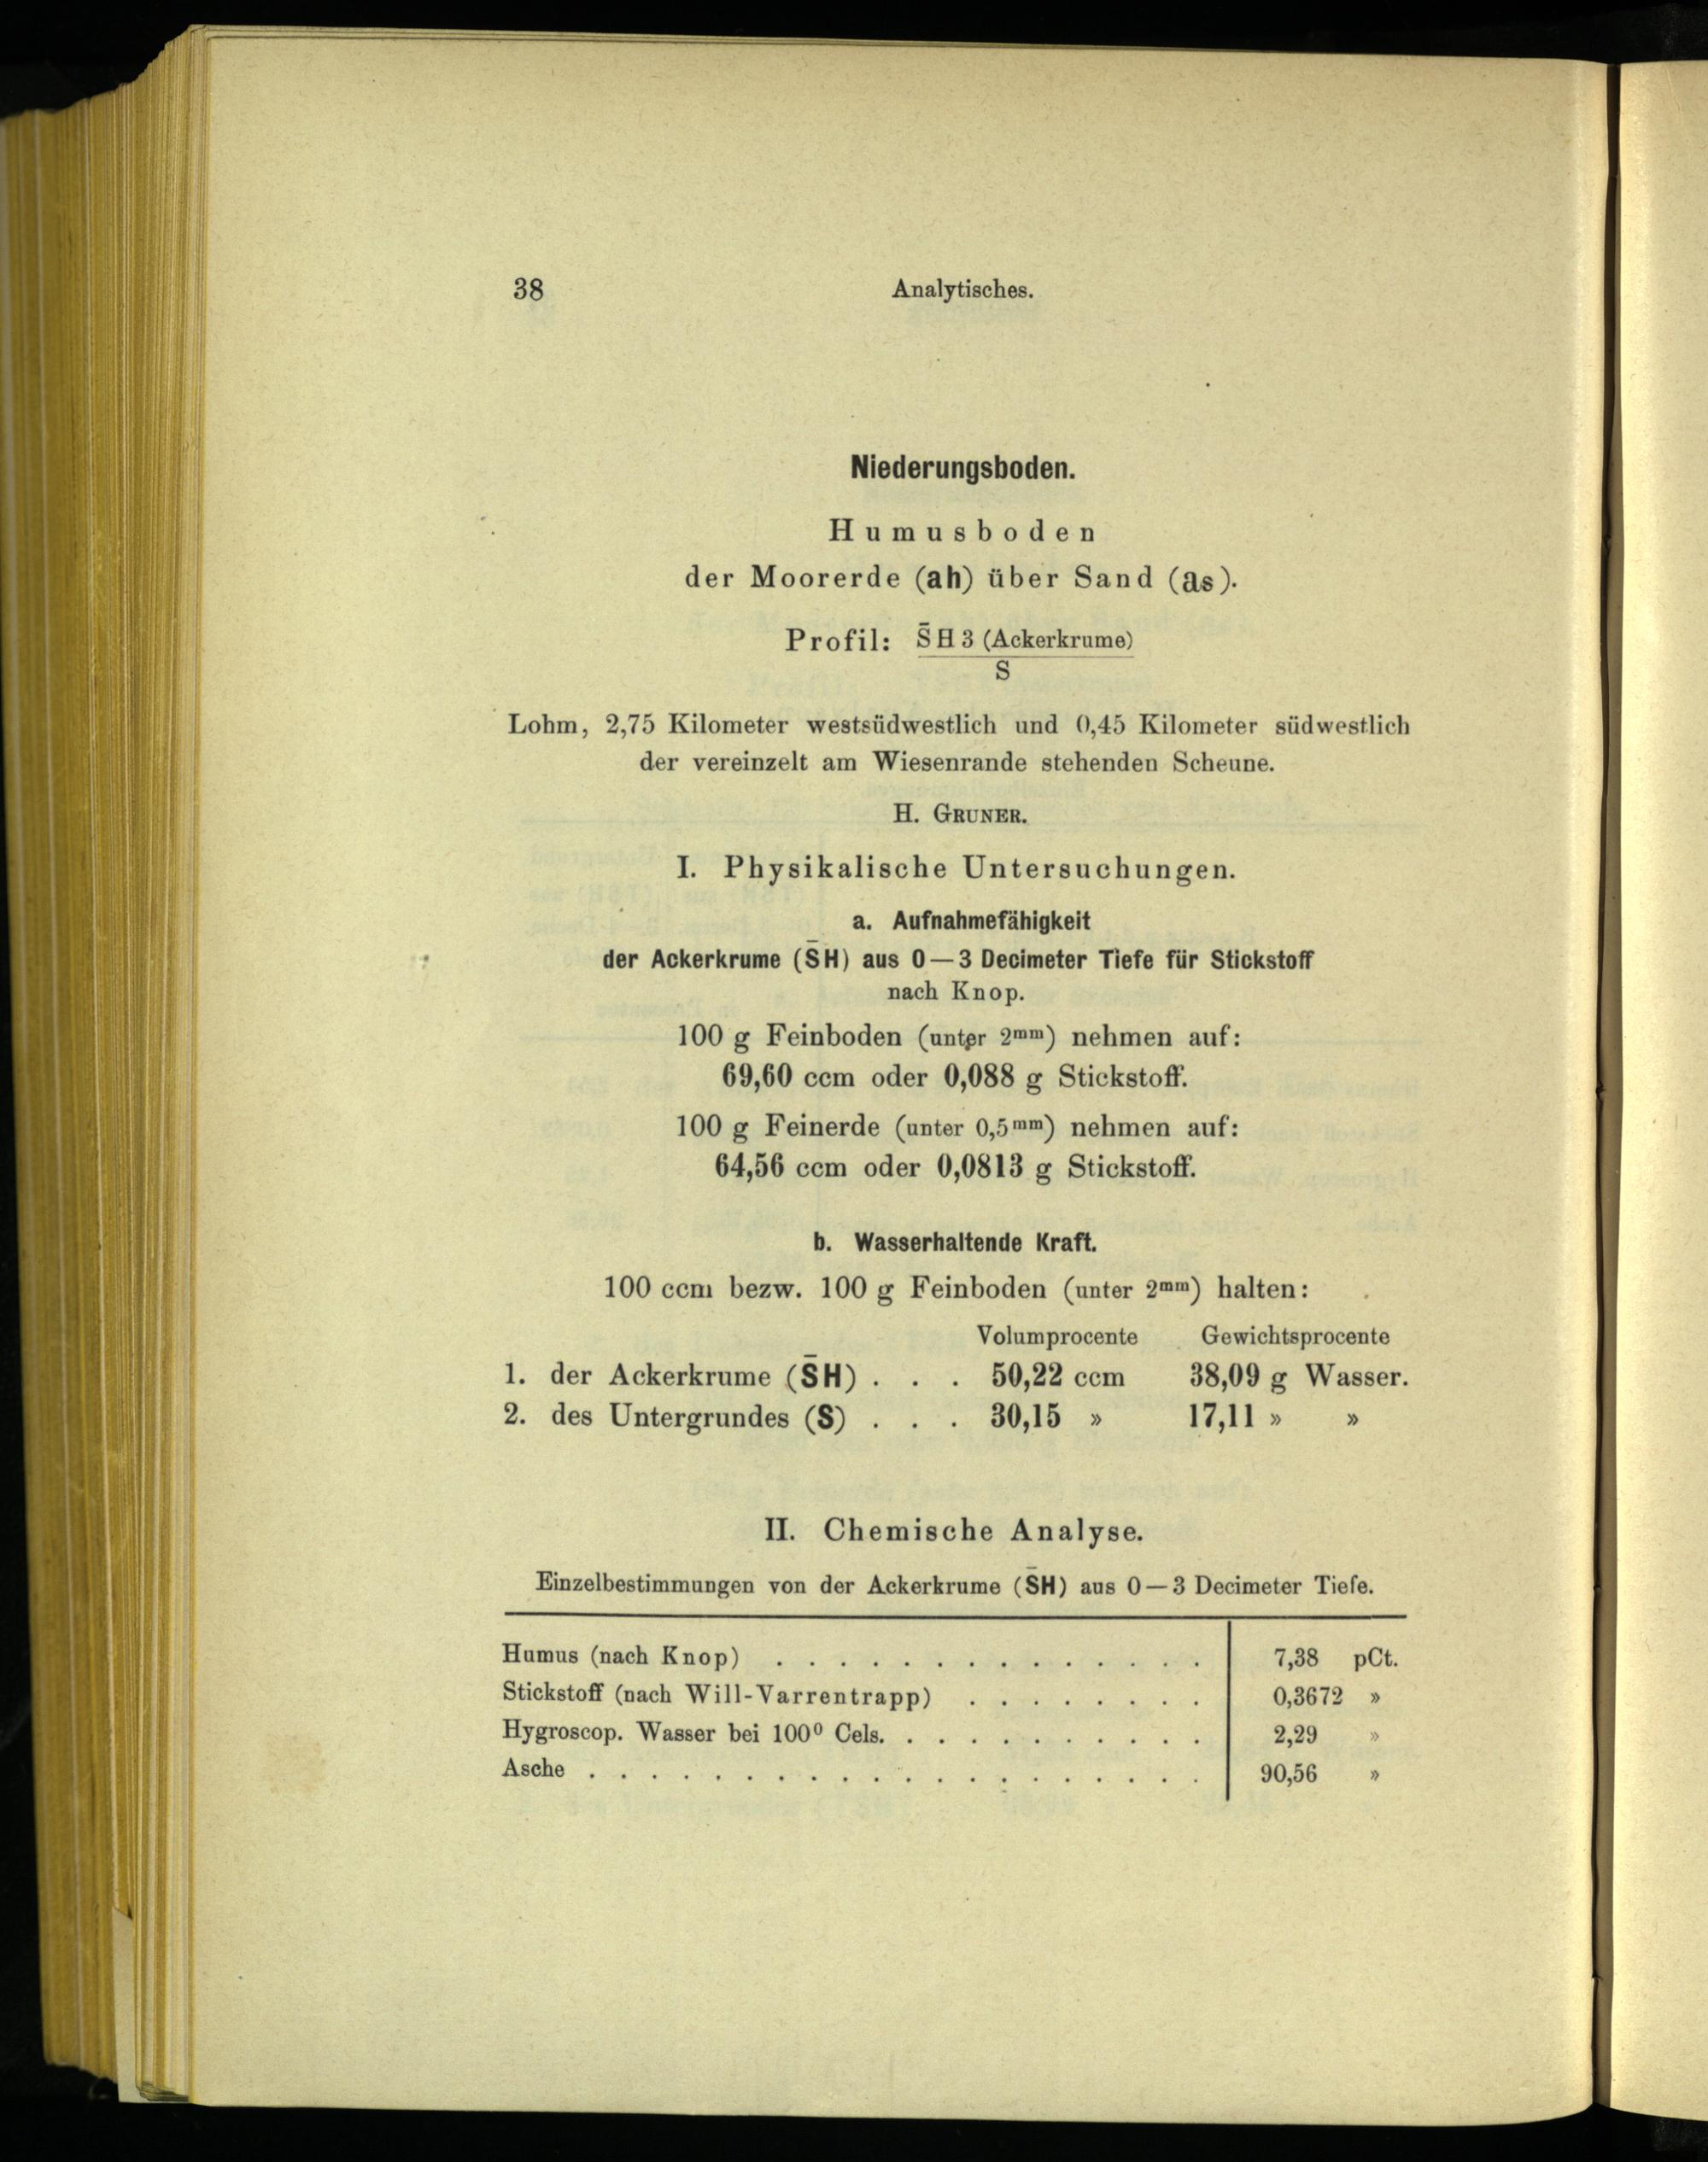 38 Analytisches.
Niederungsboden.
Humusboden
der Moorerde (ah) über Sand (as).
Profil: S̄H 3 (Ackerkrume)
S
Lohm, 2,75 Kilometer westsüdwestlich und 0,45 Kilometer südwestlich
der vereinzelt am Wiesenrande stehenden Scheune.
H. GRUNER.
I. Physikalische Untersuchungen.
a. Aufnahmefähigkeit
der Ackerkrume (S̄H) aus 0—3 Decimeter Tiefe für Stickstoff
nach Knop.
100 g Feinboden (unter 2mm) nehmen auf:
69,60 ccm oder 0,088 g Stickstoff.
100 g Feinerde (unter 0,5mm) nehmen auf:
64,56 ccm oder 0,0813 g Stickstoff.
b. Wasserhaltende Kraft.
100 ccm bezw. 100 g Feinboden (unter 2mm) halten:
Volumprocente Gewichtsprocente
1. der Ackerkrume (S̄H) . . . 50,22 ccm 38,09 g Wasser.
2. des Untergrundes (S) . . . 30,15 » 17,11 » »
II. Chemische Analyse.
Einzelbestimmungen von der Ackerkrume (S̄H) aus 0—3 Decimeter Tiefe.
Humus (nach Knop) . . . . . . . . . . . . . . 7,38 pCt.
Stickstoff (nach Will-Varrentrapp) . . . . . . . . 0,3672 »
Hygroscop. Wasser bei 100⁰ Cels. . . . . . . . . . . 2,29 »
Asche . . . . . . . . . . . . . . . . . . . . 90,56 »